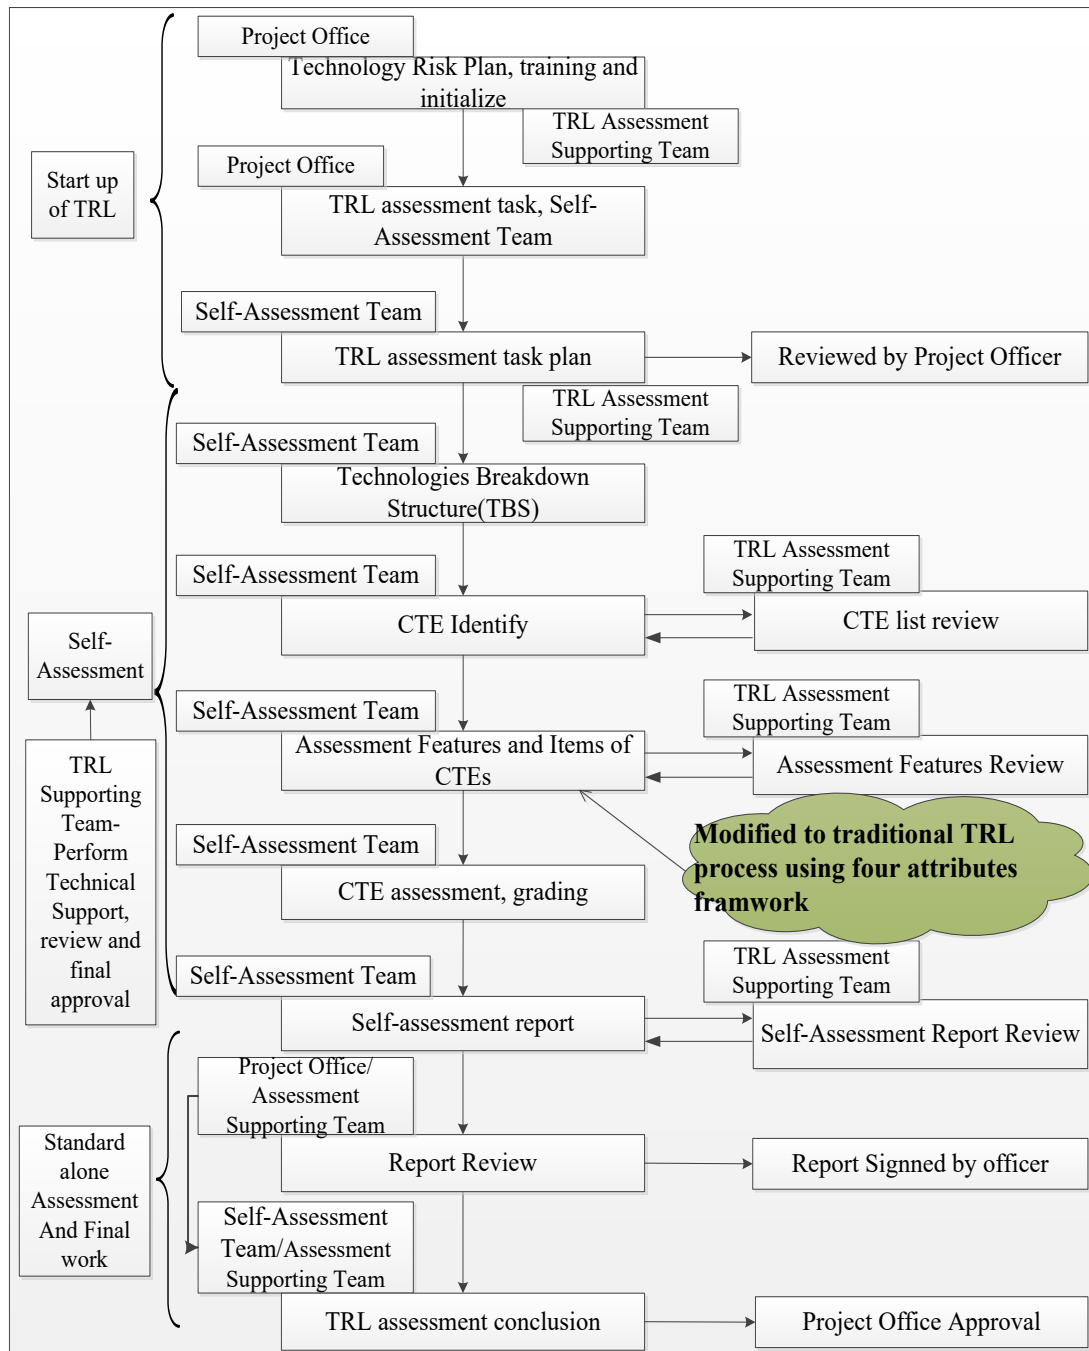 Project Office
Technology Risk Plan, training and
initialize
TRL Assessment
Supporting Team
Start up
of TRL
Project Office
TRL assessment task, Self-
Assessment Team
Self-Assessment Team
TRL assessment task plan
Reviewed by Project Officer
TRL Assessment
Supporting Team
Self-Assessment Team
Technologies Breakdown
Structure(TBS)
Self-Assessment Team
TRL Assessment
Supporting Team
CTE Identify
CTE list review
Self-
Assessment
Self-Assessment Team
TRL Assessment
Supporting Team
Assessment Features and Items of
CTEs
Assessment Features Review
TRL
Supporting
Team-
Perform
Technical
Support,
review and
final
approval
Modified to traditional TRL
process using four attributes
framwork
Self-Assessment Team
CTE assessment, grading
Self-Assessment Team
TRL Assessment
Supporting Team
Self-assessment report
Self-Assessment Report Review
Project Office/
Assessment
Supporting Team
Standard
alone
Assessment
And Final
work
Report Review
Report Signned by officer
Self-Assessment
Team/Assessment
Supporting Team
TRL assessment conclusion
Project Office Approval